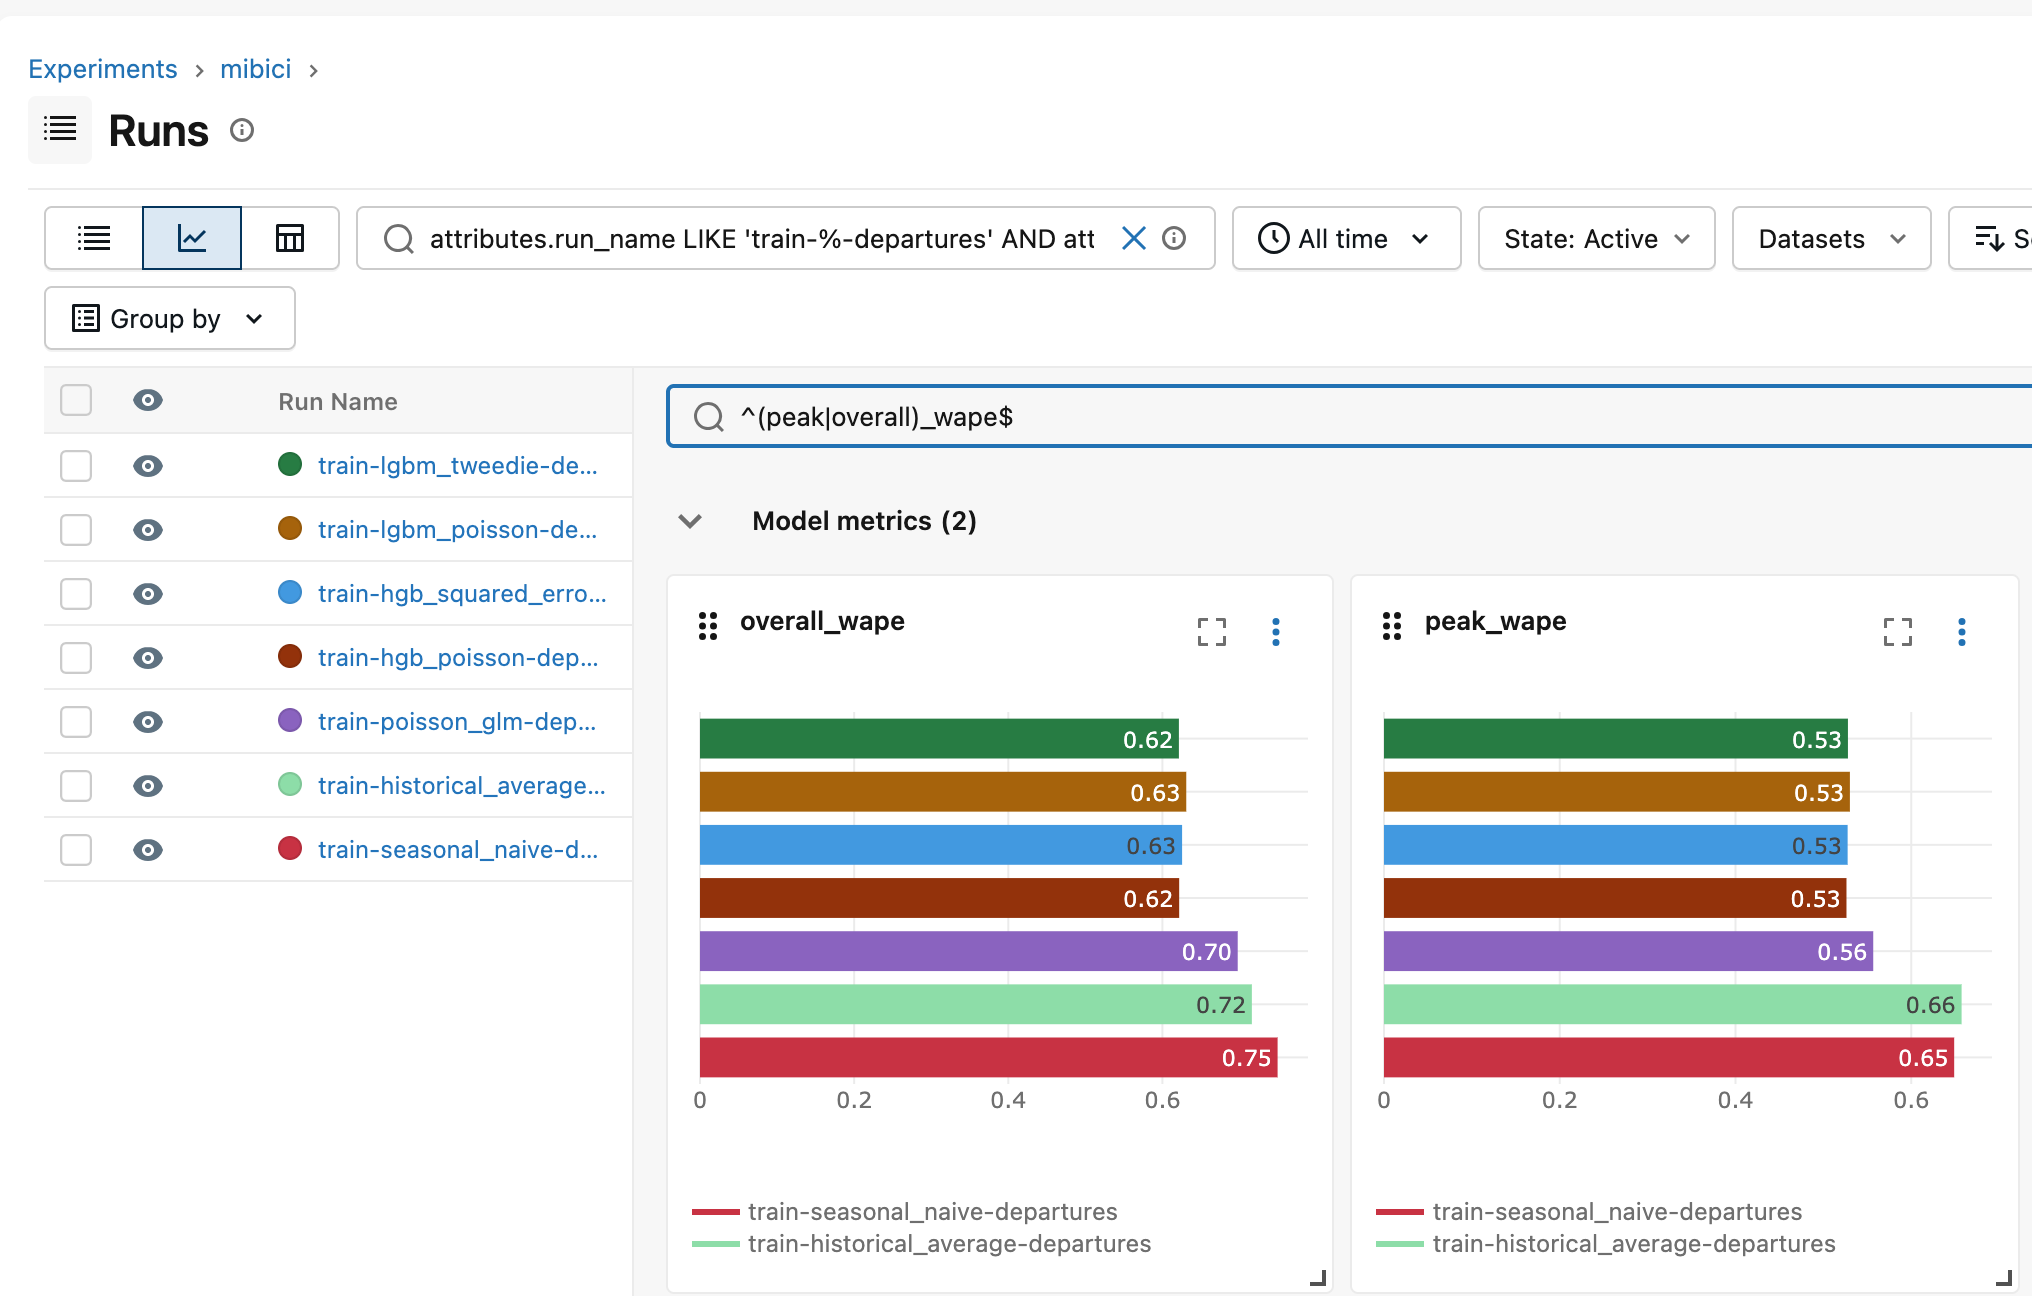 Experiments > mibici >
Runs
attributes.run_name LIKE 'train-%-departures' AND att
All time
State: Active
Datasets
Group by
Run Name
train-lgbm_tweedie-de...
train-lgbm_poisson-de...
train-hgb_squared_erro...
train-hgb_poisson-dep...
train-poisson_glm-dep...
train-historical_average...
train-seasonal_naive-d...
^(peak|overall)_wape$
Model metrics (2)
overall_wape
0.62
0.63
0.63
0.62
0.70
0.72
0.75
0 0.2 0.4 0.6
train-seasonal_naive-departures
train-historical_average-departures
peak_wape
0.53
0.53
0.53
0.53
0.56
0.66
0.65
0 0.2 0.4 0.6
train-seasonal_naive-departures
train-historical_average-departures